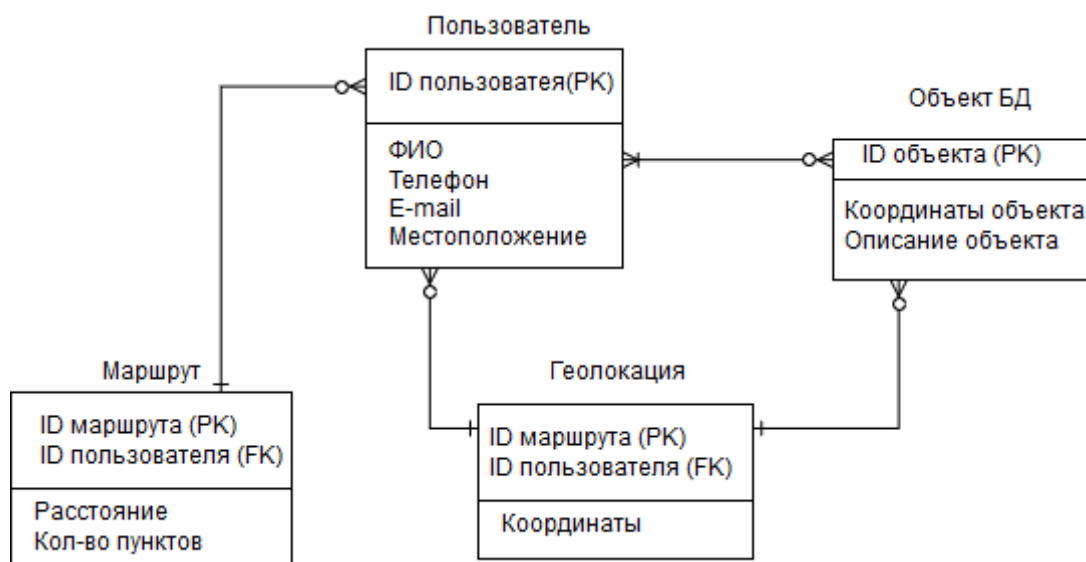 Пользователь
ID пользоватея(PK)
ФИО
Телефон
E-mail
Местоположение
Объект БД
ID объекта (PK)
Координаты объекта
Описание объекта
Маршрут
ID маршрута (PK)
ID пользователя (FK)
Расстояние
Кол-во пунктов
Геолокация
ID маршрута (PK)
ID пользователя (FK)
Координаты